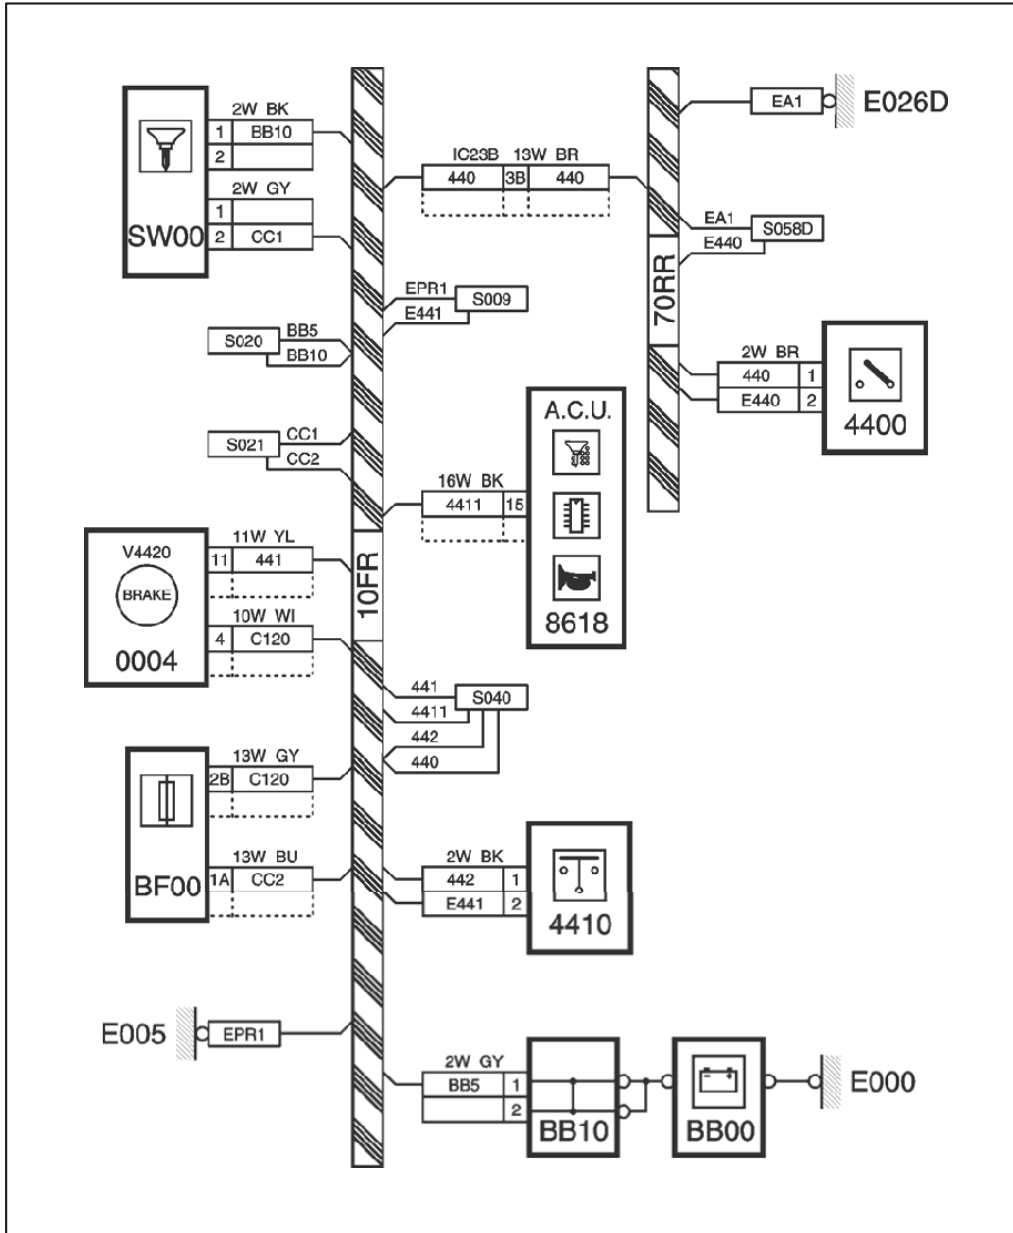 2W BK
1 BB10
2
2W GY
1
2 CC1
SW00
EA1
E026D
IC23B 13W BR
440 3B 440
EA1
S058D
E440
70RR
EPR1
S009
E441
S020
BB5
BB10
2W BR
440 1
E440 2
4400
A.C.U.
8618
S021
CC1
CC2
16W BK
4411 15
V4420
BRAKE
0004
11W YL
11 441
10W WI
4 C120
10FR
441
S040
4411
442
440
13W GY
2B C120
13W BU
1A CC2
BF00
2W BK
442 1
E441 2
4410
E005
EPR1
2W GY
BB5 1
2
BB10
BB00
E000